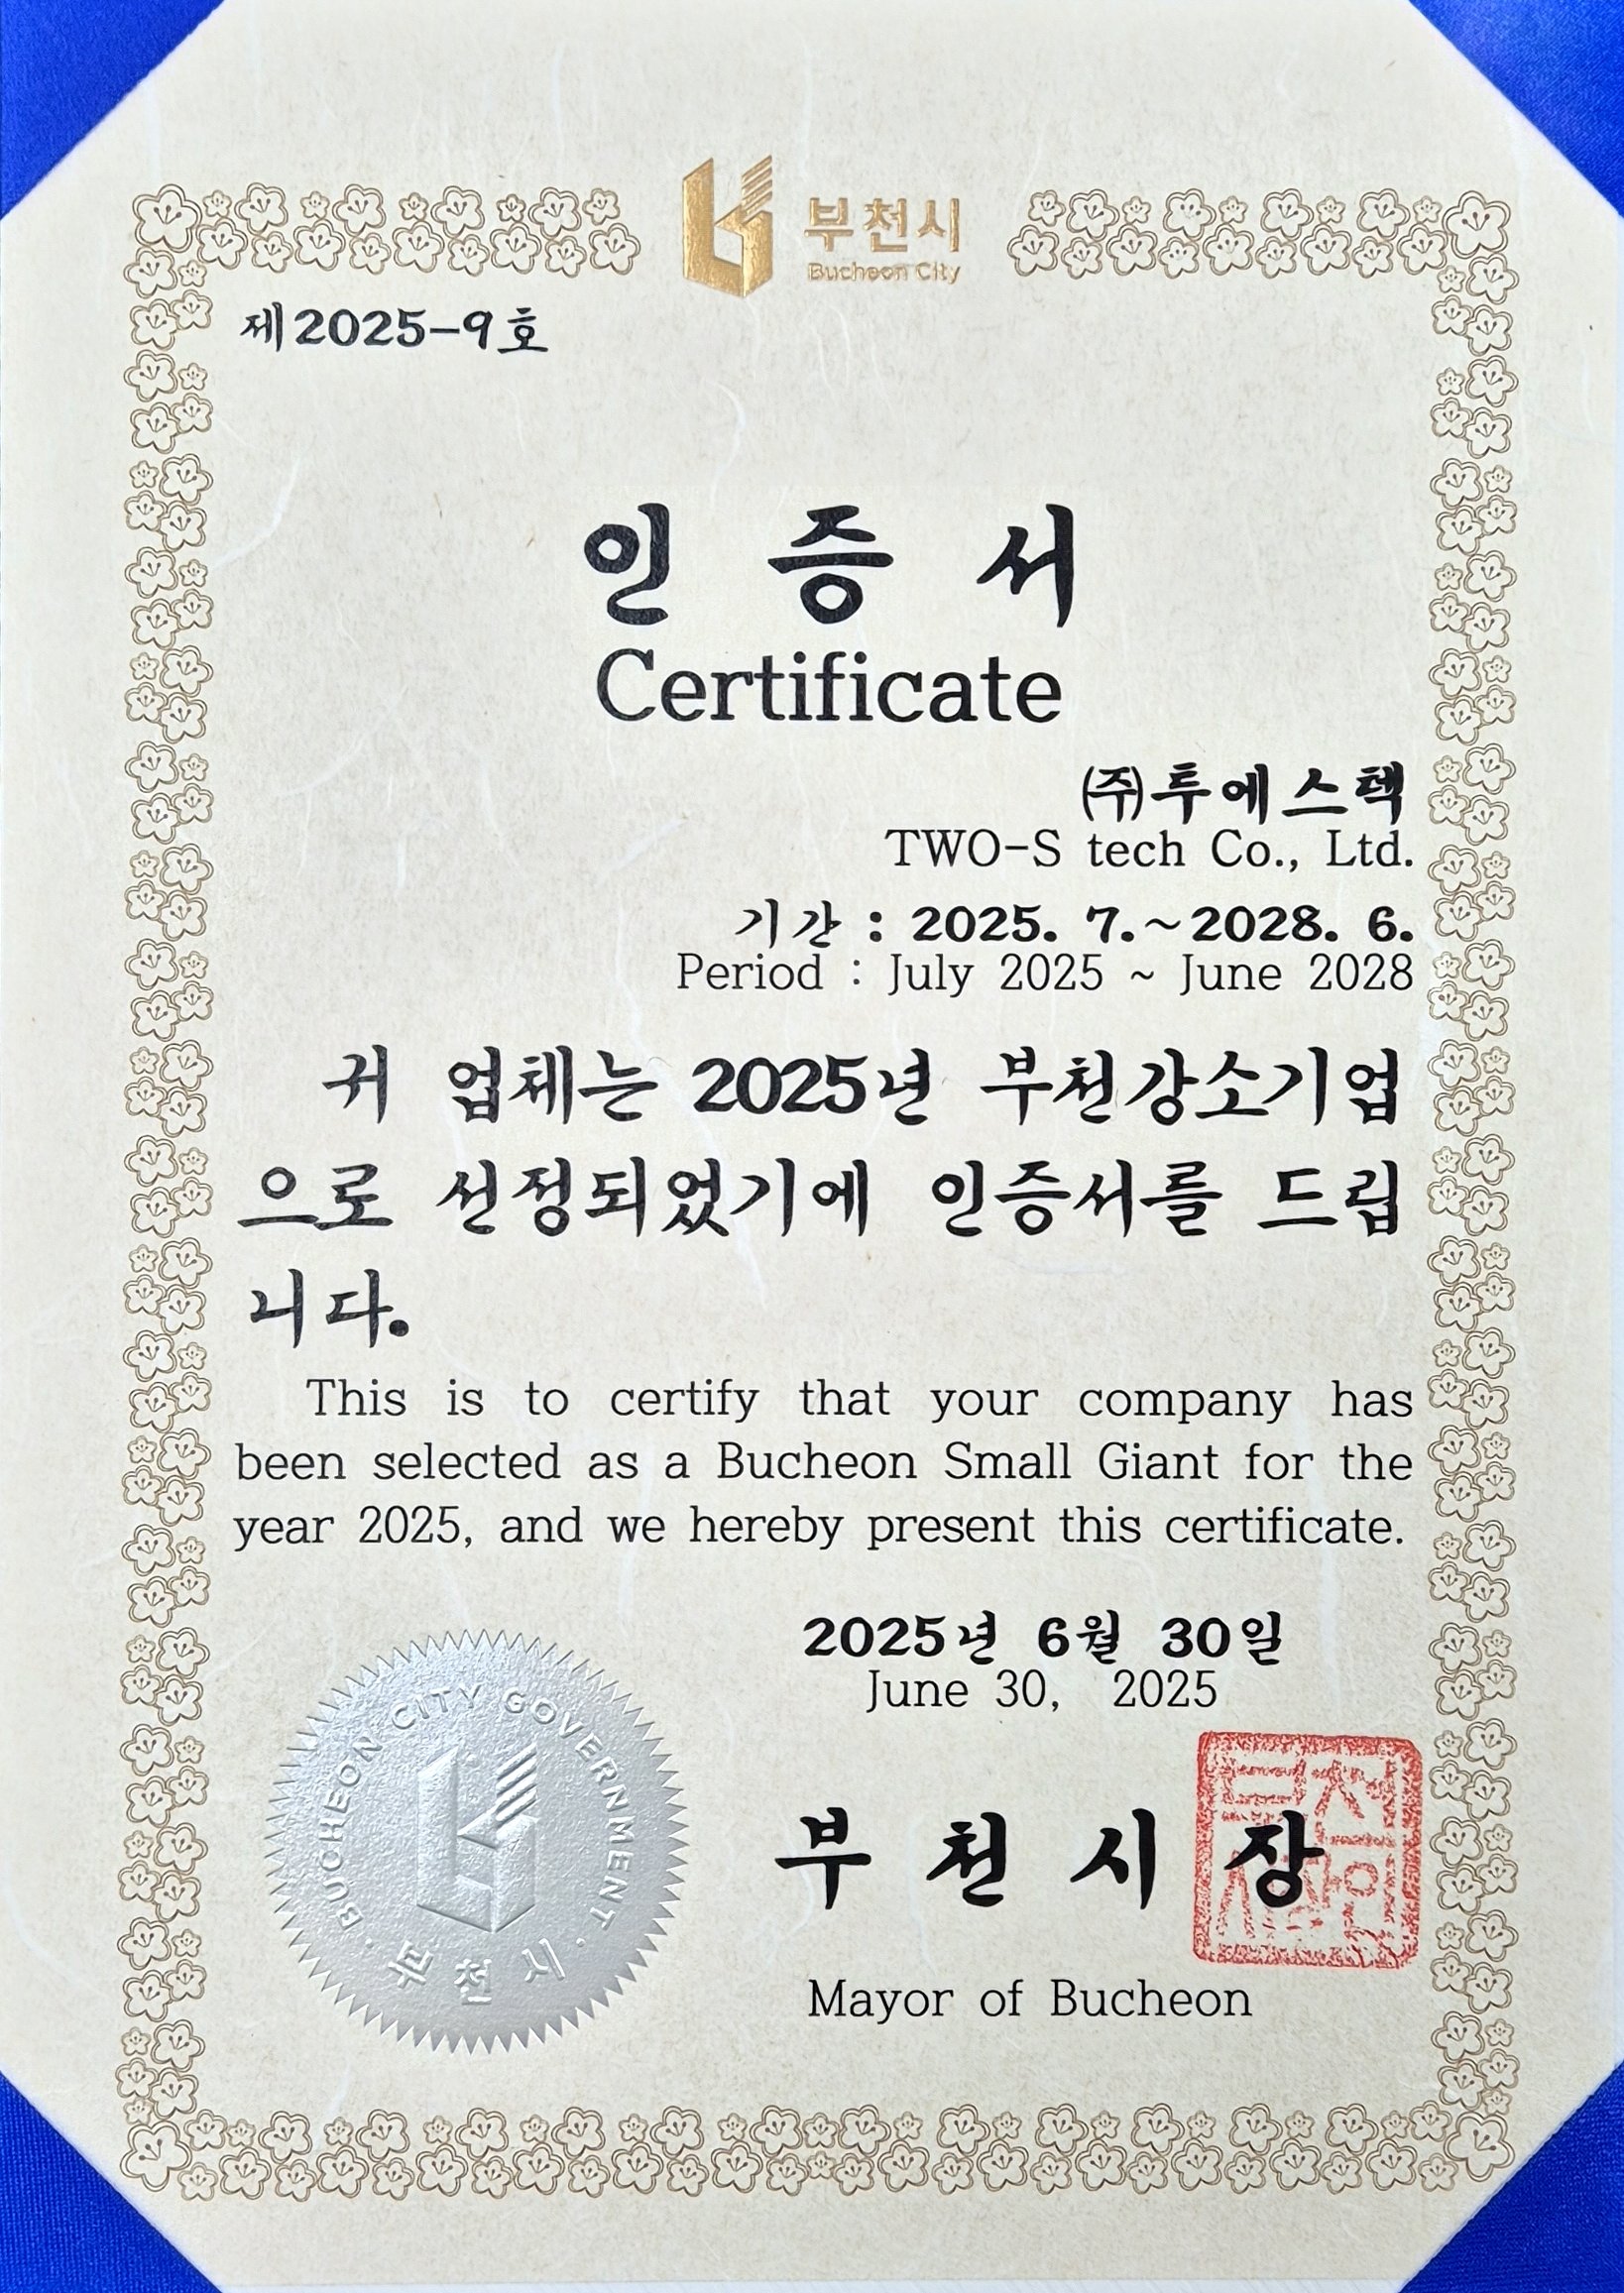 부천시
Bucheon City
제2025-9호
인 증 서
Certificate
㈜투에스텍
TWO-S tech Co., Ltd.
기간 : 2025. 7.~2028. 6.
Period : July 2025 ~ June 2028
귀 업체는 2025년 부천강소기업
으로 선정되었기에 인증서를 드립
니다.
This is to certify that your company has
been selected as a Bucheon Small Giant for the
year 2025, and we hereby present this certificate.
2025년 6월 30일
June 30, 2025
BUCHEON CITY GOVERNMENT
· 부천시 ·
부 천 시 장
Mayor of Bucheon